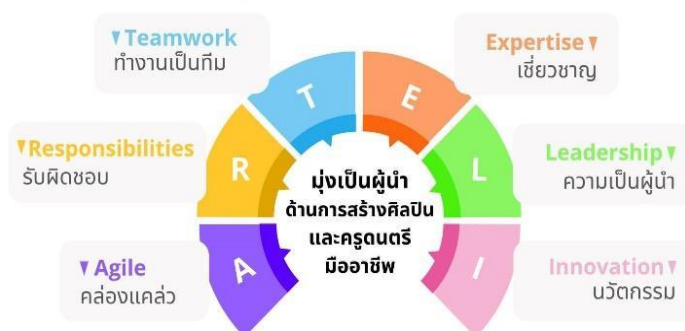 ▼Teamwork
ทำงานเป็นทีม
Expertise▼
เชี่ยวชาญ
▼Responsibilities
รับผิดชอบ
Leadership▼
ความเป็นผู้นำ
▼Agile
คล่องแคล่ว
Innovation▼
นวัตกรรม
A
R
T
E
L
I
มุ่งเป็นผู้นำ
ด้านการสร้างศิลปิน
และครูดนตรี
มืออาชีพ